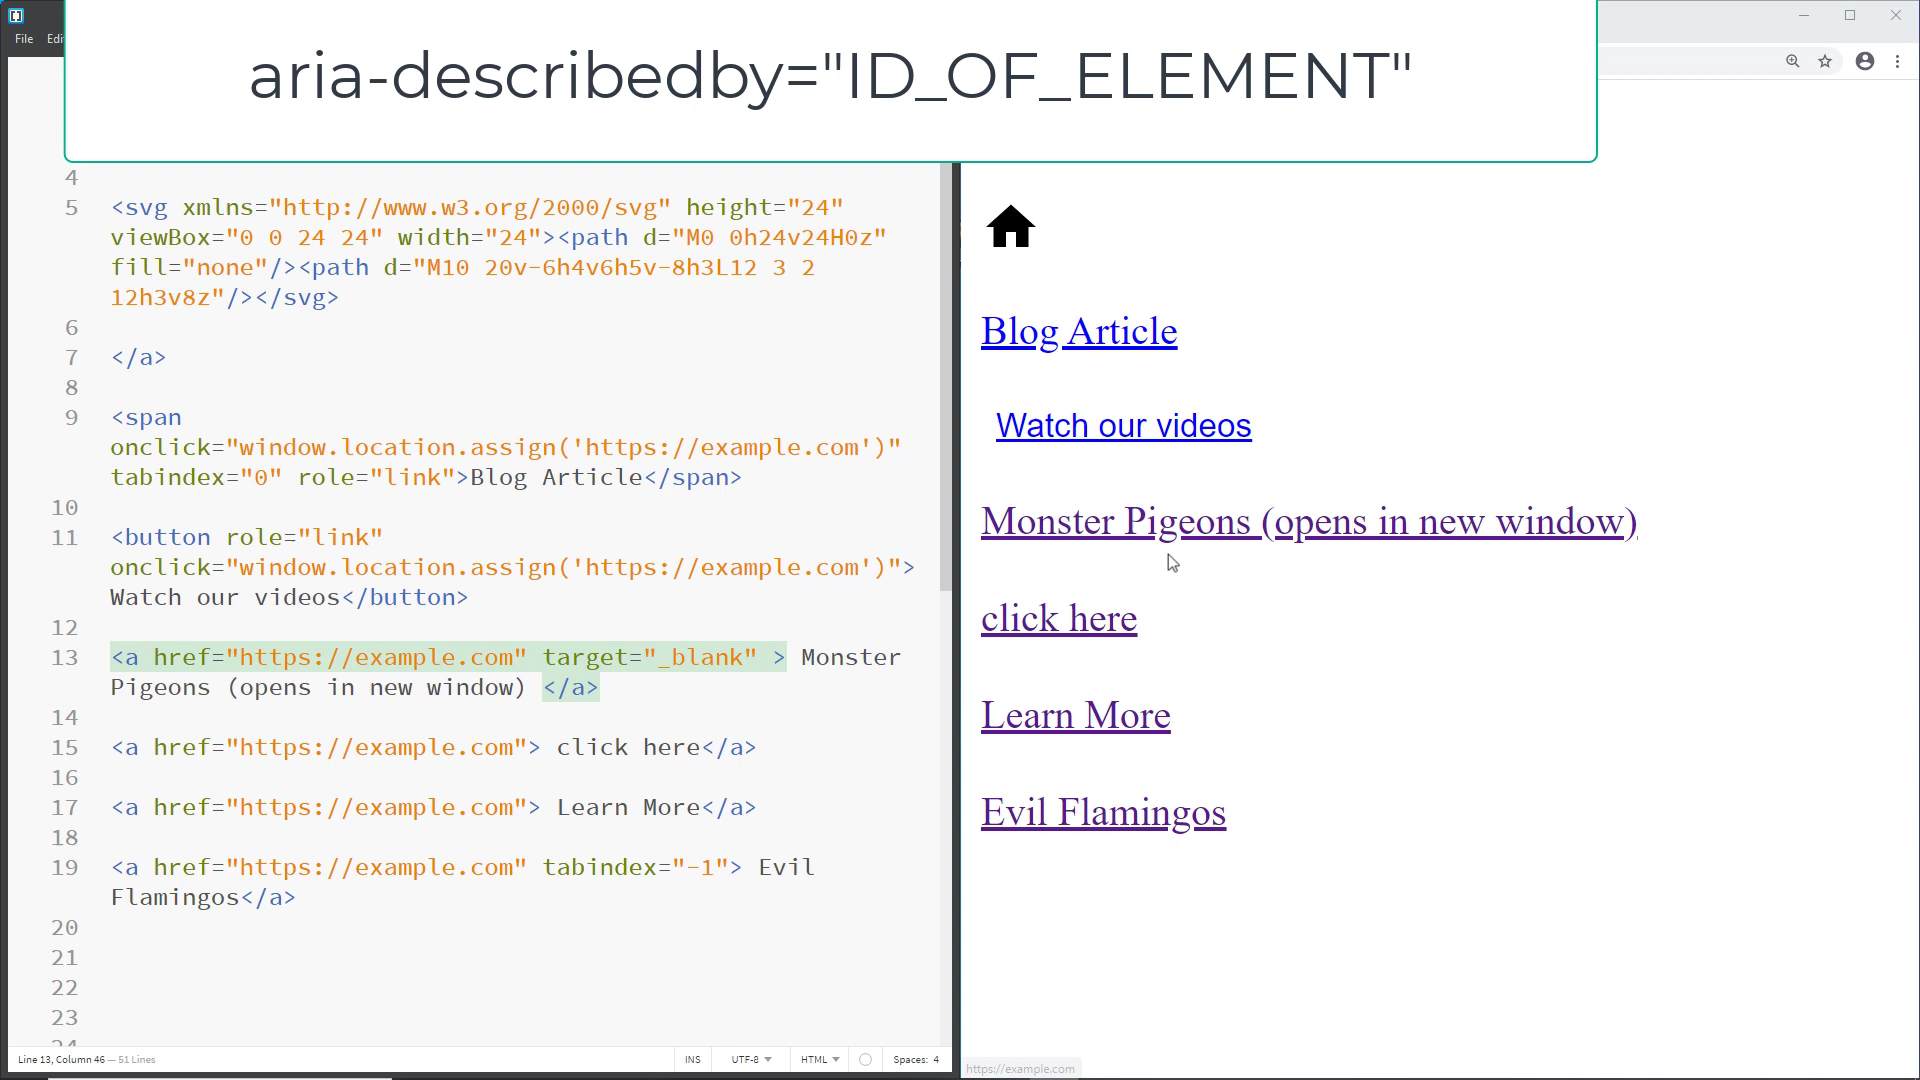 aria-describedby="ID_OF_ELEMENT"
File
4
5 <svg xmlns="http://www.w3.org/2000/svg" height="24"
viewBox="0 0 24 24" width="24"><path d="M0 0h24v24H0z"
fill="none"/><path d="M10 20v-6h4v6h5v-8h3L12 3 2
12h3v8z"/></svg>
6
7 </a>
8
9 <span
onclick="window.location.assign('https://example.com')"
tabindex="0" role="link">Blog Article</span>
10
11 <button role="link"
onclick="window.location.assign('https://example.com')">
Watch our videos</button>
12
13 <a href="https://example.com" target="_blank" > Monster
Pigeons (opens in new window) </a>
14
15 <a href="https://example.com"> click here</a>
16
17 <a href="https://example.com"> Learn More</a>
18
19 <a href="https://example.com" tabindex="-1"> Evil
Flamingos</a>
20
21
22
23
Line 13, Column 46 — 51 Lines
INS
UTF-8
HTML
Spaces: 4
Blog Article
Watch our videos
Monster Pigeons (opens in new window)
click here
Learn More
Evil Flamingos
https://example.com